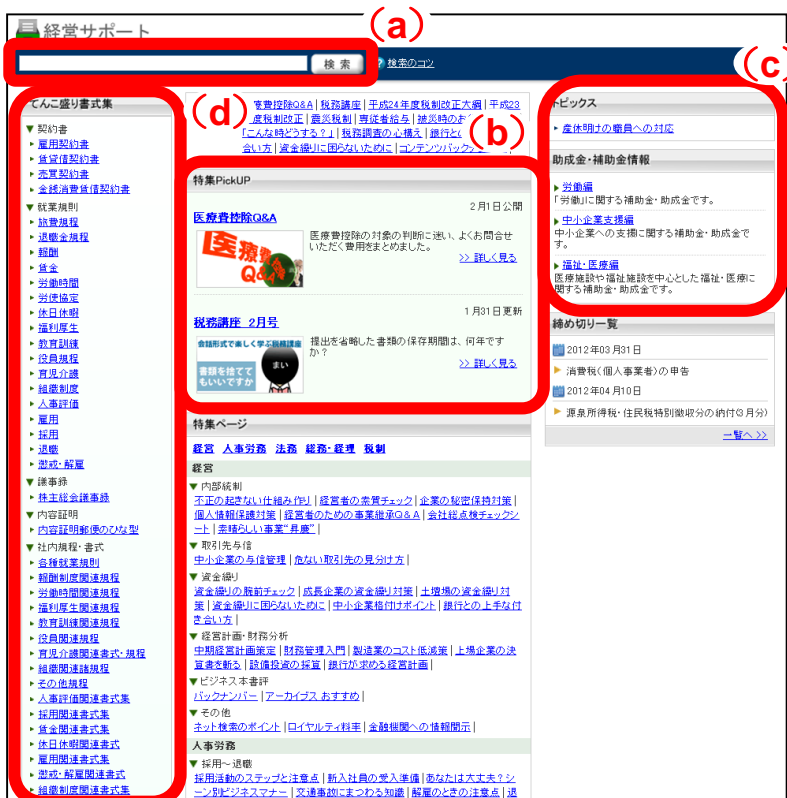 経営サポート
(a)
検索
検索のコツ
(c)
てんこ盛り書式集
▼ 契約書
雇用契約書
賃貸借契約書
売買契約書
金銭消費貸借契約書
▼ 就業規則
旅費規程
退職金規程
報酬
賃金
労働時間
労使協定
休日休暇
福利厚生
教育訓練
役員規程
育児介護
組織制度
人事評価
雇用
採用
退職
懲戒・解雇
▼ 議事録
株主総会議事録
▼ 内容証明
内容証明郵便のひな型
▼ 社内規程・書式
各種就業規則
報酬制度関連規程
労働時間関連規程
福利厚生関連規程
教育訓練関連規程
役員関連規程
育児介護関連書式・規程
組織関連諸規程
その他規程
人事評価関連書式集
採用関連書式集
賃金関連書式集
休日休暇関連書式
雇用関連書式集
懲戒・解雇関連書式
組織制度関連書式集
(d)
療費控除Q&A | 税務講座 | 平成24年度税制改正大綱 | 平成23
度税制改正 | 震災税制 | 専従者給与 | 被災時のお
「こんな時どうする?」 | 税務調査の心構え | 銀行と
合い方 | 資金繰りに困らないために | コンテンツバック
(b)
特集PickUP
2月1日公開
医療費控除Q&A
医療費控除の対象の判断に迷い、よくお問合せ
いただく費用をまとめました。
医療費
Q&A
>> 詳しく見る
1月31日更新
税務講座 2月号
会話形式で楽しく学ぶ税務講座
書類を捨てて
もいいですか
まい
提出を省略した書類の保存期間は、何年です
か?
>> 詳しく見る
特集ページ
経営 人事労務 法務 総務・経理 税制
経営
▼ 内部統制
不正の起きない仕組み作り | 経営者の素質チェック | 企業の秘密保持対策 |
個人情報保護対策 | 経営者のための事業継承Q&A | 会社総点検チェックシ
ート | 素晴らしい事業“昇慶” |
▼ 取引先与信
中小企業の与信管理 | 危ない取引先の見分け方 |
▼ 資金繰り
資金繰りの腕前チェック | 成長企業の資金繰り対策 | 土壇場の資金繰り対
策 | 資金繰りに困らないために | 中小企業格付けポイント | 銀行との上手な付
き合い方 |
▼ 経営計画・財務分析
中期経営計画策定 | 財務管理入門 | 製造業のコスト低減策 | 上場企業の決
算書を斬る | 設備投資の採算 | 銀行が求める経営計画 |
▼ビジネス本書評
バックナンバー | アーカイブス おすすめ |
▼ その他
ネット検索のポイント | ロイヤルティ料率 | 金融機関への情報開示 |
人事労務
▼ 採用〜退職
採用活動のステップと注意点 | 新入社員の受入準備 | あなたは大丈夫?シ
ーン別ビジネスマナー | 交通事故にまつわる知識 | 解雇のときの注意点 | 退
トピックス
産休明けの職員への対応
助成金・補助金情報
労働編
「労働」に関する補助金・助成金です。
中小企業支援編
中小企業への支援に関する補助金・助成金で
す。
福祉・医療編
医療施設や福祉施設を中心とした福祉・医療に
関する補助金・助成金です。
締め切り一覧
2012年03月31日
消費税(個人事業者)の申告
2012年04月10日
源泉所得税・住民税特別徴収分の納付(3月分)
一覧へ >>